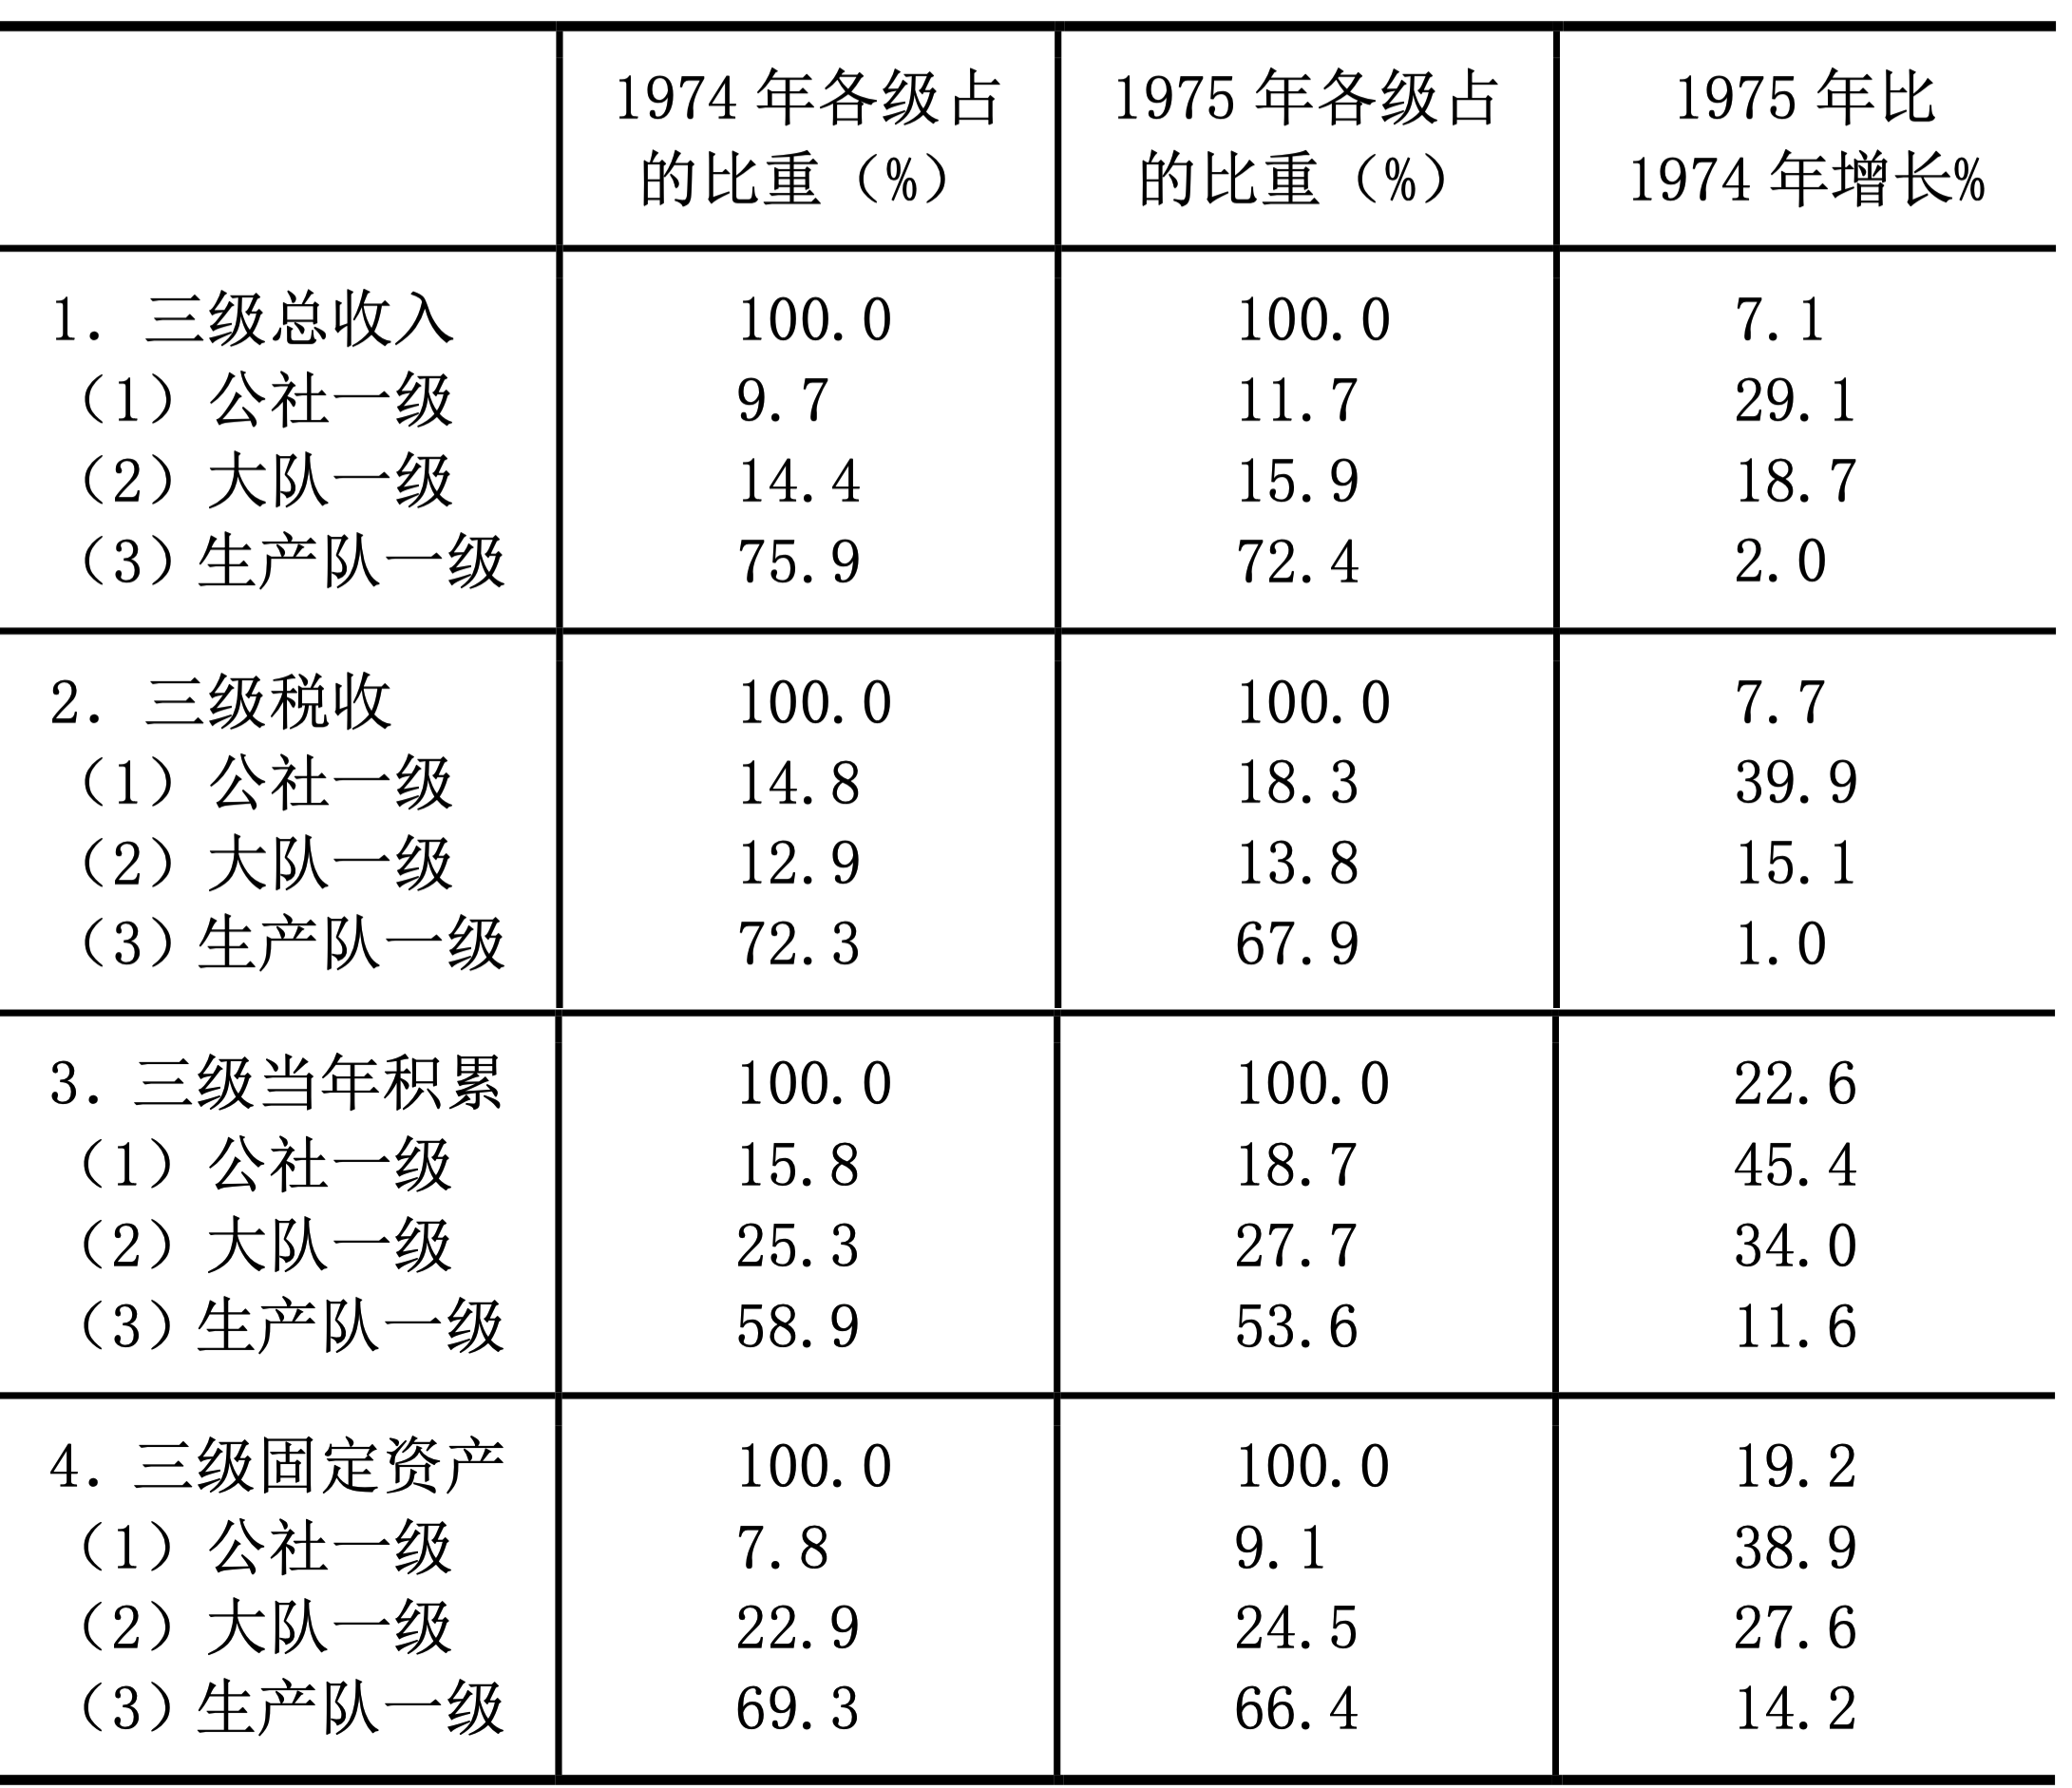 1974 年各级占 1975 年各级占 1975 年比
的比重（%） 的比重（%） 1974 年增长%
1. 三级总收入 100.0 100.0 7.1
（1）公社一级 9.7 11.7 29.1
（2）大队一级 14.4 15.9 18.7
（3）生产队一级 75.9 72.4 2.0
2. 三级税收 100.0 100.0 7.7
（1）公社一级 14.8 18.3 39.9
（2）大队一级 12.9 13.8 15.1
（3）生产队一级 72.3 67.9 1.0
3. 三级当年积累 100.0 100.0 22.6
（1）公社一级 15.8 18.7 45.4
（2）大队一级 25.3 27.7 34.0
（3）生产队一级 58.9 53.6 11.6
4. 三级固定资产 100.0 100.0 19.2
（1）公社一级 7.8 9.1 38.9
（2）大队一级 22.9 24.5 27.6
（3）生产队一级 69.3 66.4 14.2